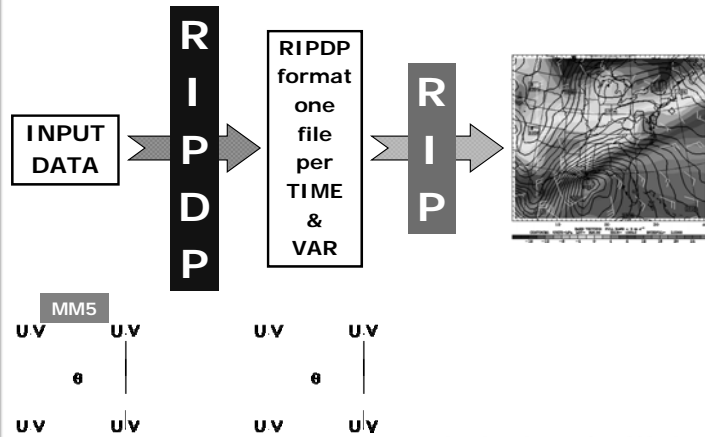 INPUT
DATA
R
I
P
D
P
RIPDP
format
one
file
per
TIME
&
VAR
R
I
P
MM5
U.V U.V U.V U.V
θ θ
U.V U.V U.V U.V